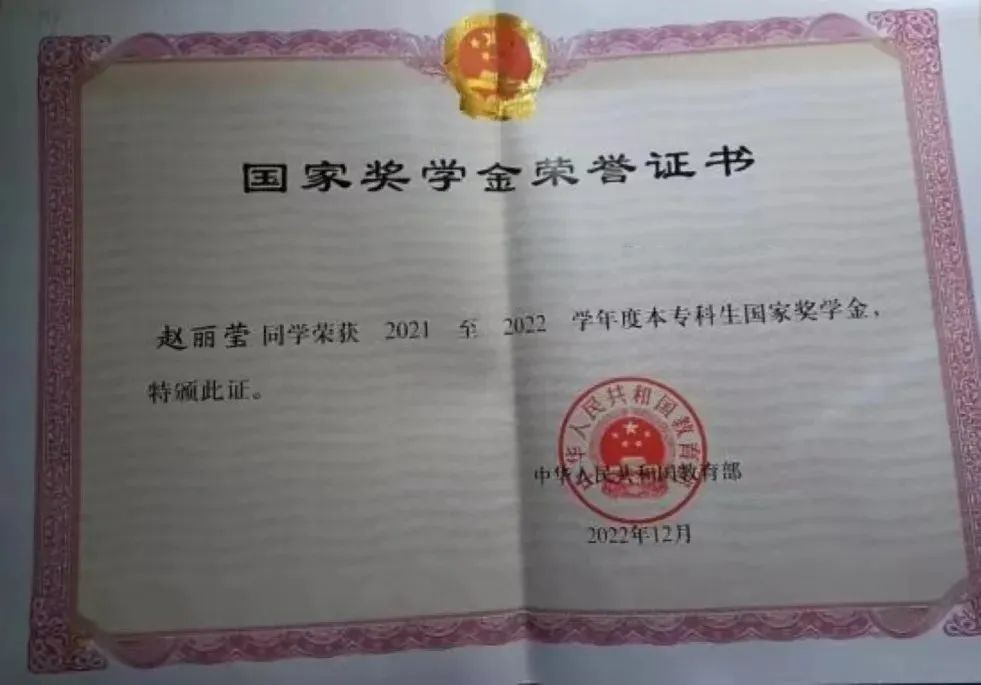 国家奖学金荣誉证书
赵丽莹同学荣获 2021 至 2022 学年度本专科生国家奖学金，
特颁此证。
中华人民共和国教育部
中华人民共和国教育部
2022年12月